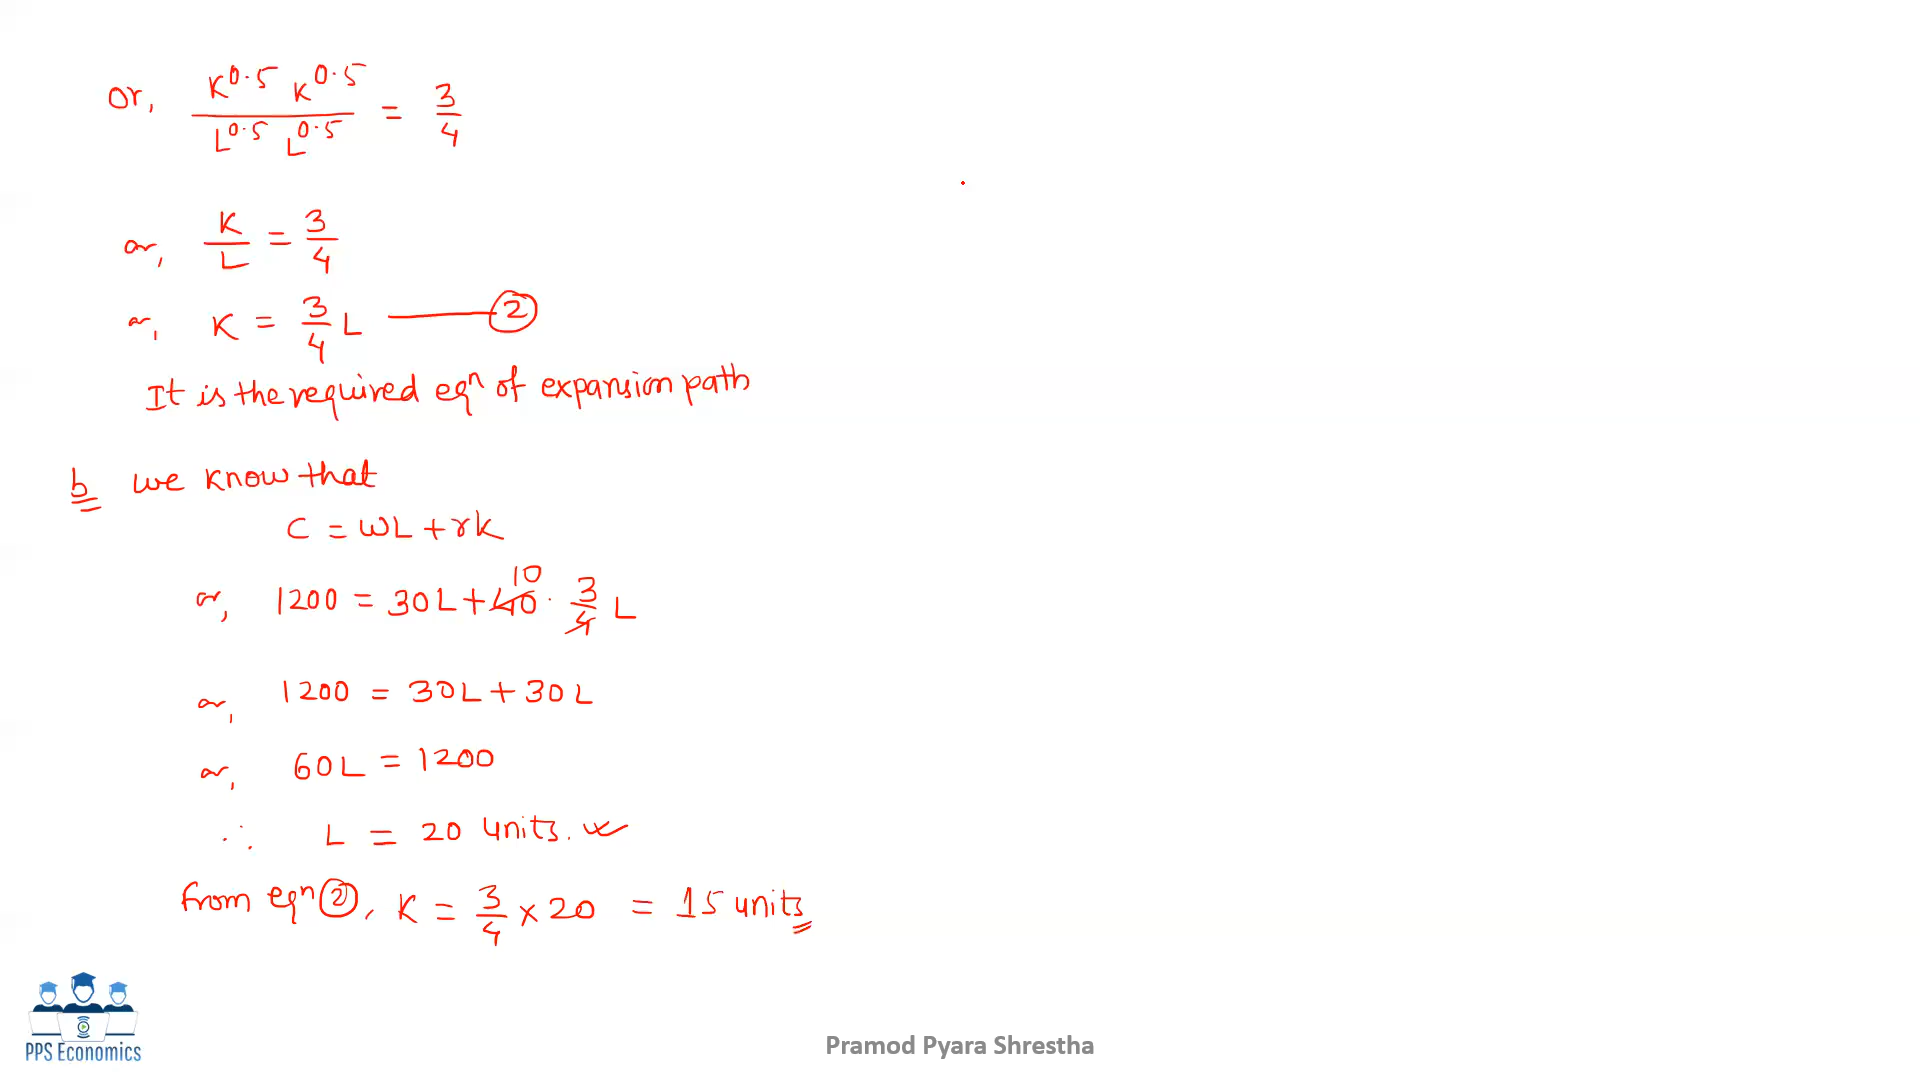 Or, K^0.5 K^0.5 / L^0.5 L^0.5 = 3/4
or, K/L = 3/4
or, K = 3/4 L —— ②
It is the required eqⁿ of expansion path
b we know that
C = wL + rK
or, 1200 = 30L + 40 10 · 3/4 L
or, 1200 = 30L + 30L
or, 60L = 1200
∴ L = 20 units.
from eqⁿ ②, K = 3/4 × 20 = 15 units
PPS Economics
Pramod Pyara Shrestha